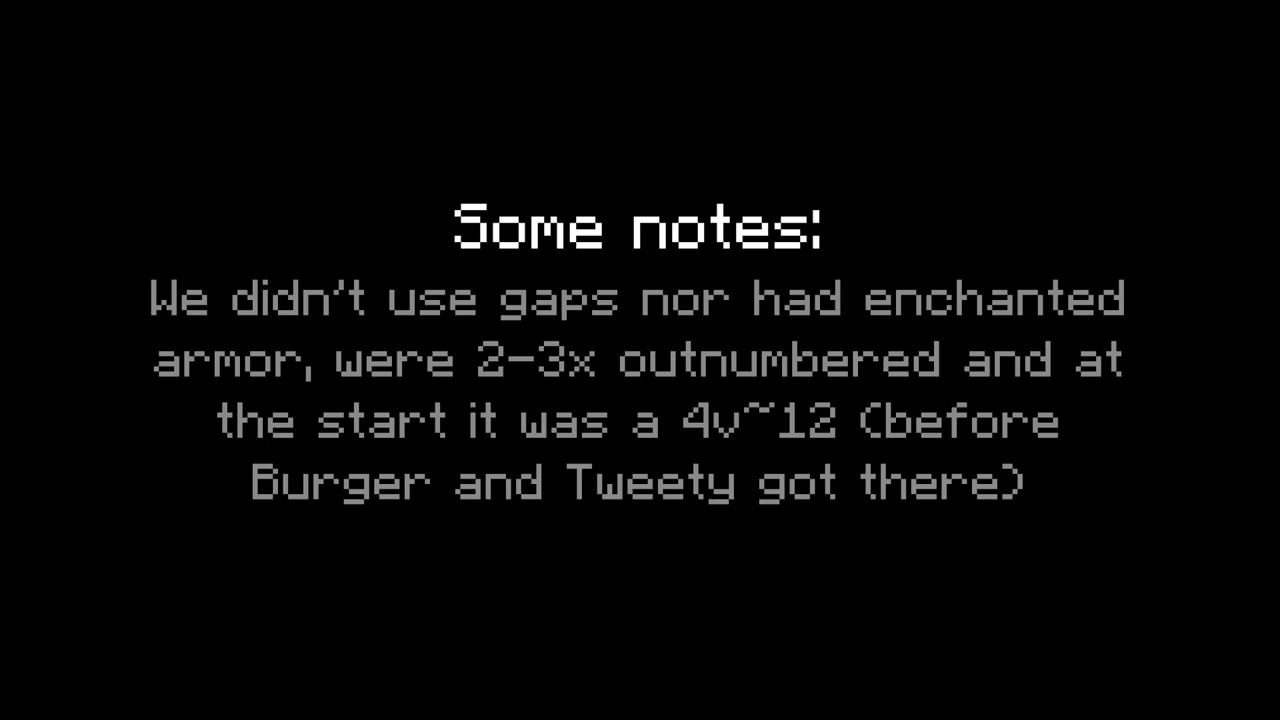 Some notes:
We didn't use gaps nor had enchanted
armor, were 2-3x outnumbered and at
the start it was a 4v~12 (before
Burger and Tweety got there)